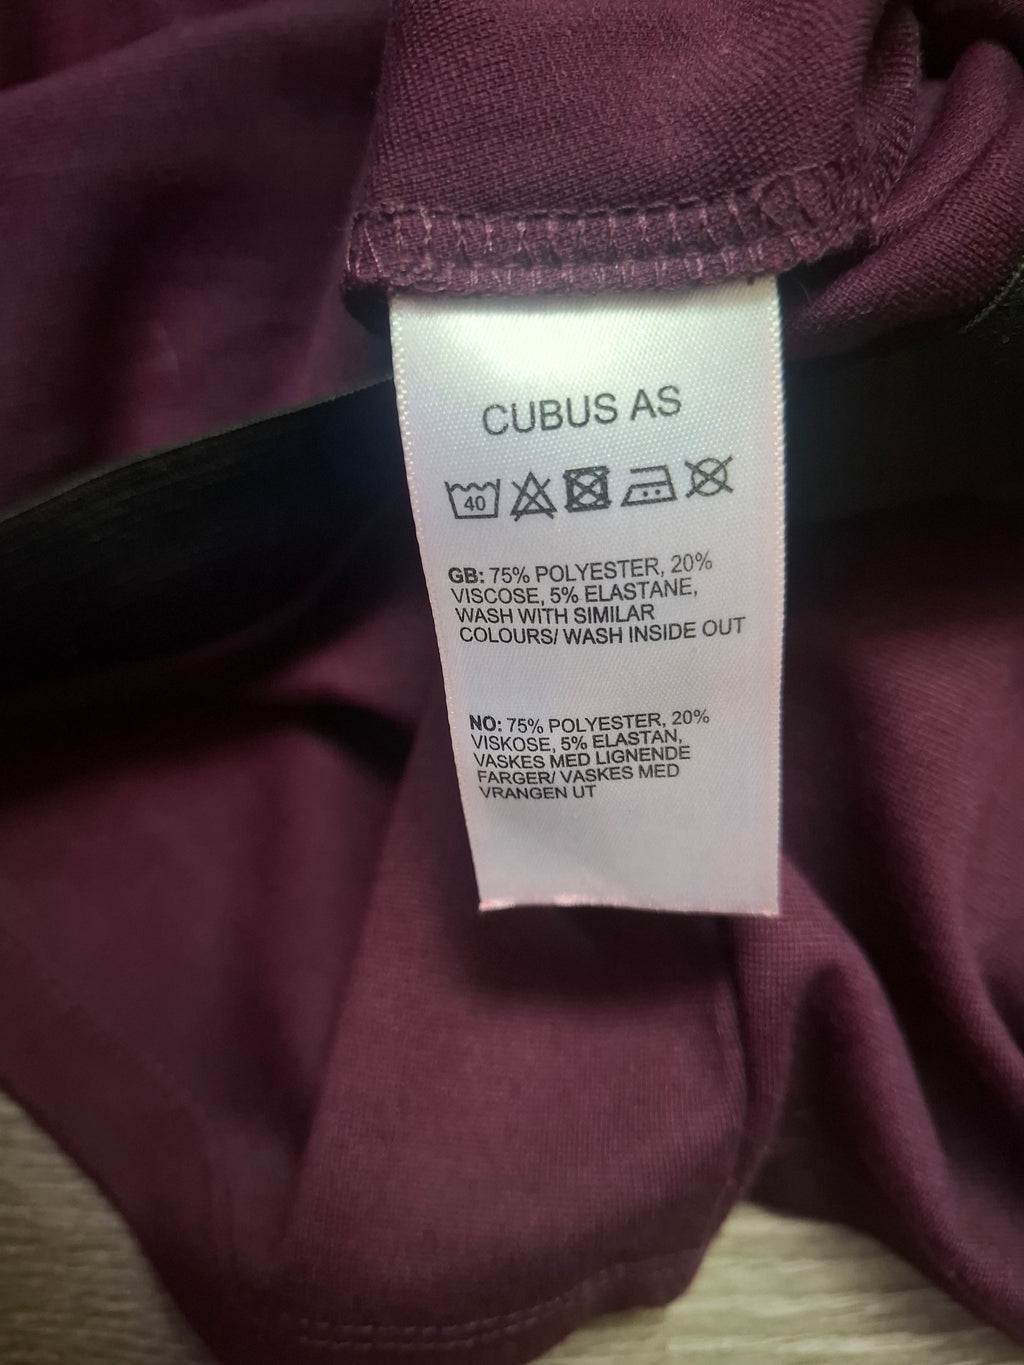 CUBUS AS
40
GB: 75% POLYESTER, 20%
VISCOSE, 5% ELASTANE,
WASH WITH SIMILAR
COLOURS/ WASH INSIDE OUT
NO: 75% POLYESTER, 20%
VISKOSE, 5% ELASTAN,
VASKES MED LIGNENDE
FARGER/ VASKES MED
VRANGEN UT